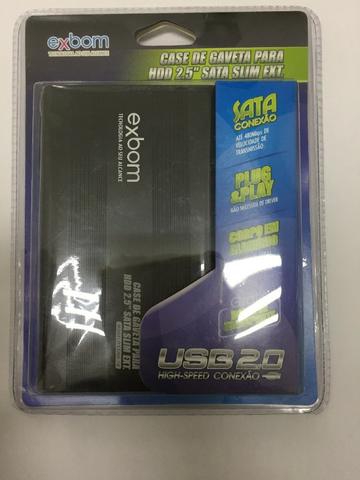 exbom
TECNOLOGIA AO SEU ALCANCE
CASE DE GAVETA PARA
HDD 2.5" SATA SLIM EXT.
exbom
TECNOLOGIA AO SEU ALCANCE
SATA
CONEXÃO
ATÉ 480Mbps DE
VELOCIDADE DE
TRANSMISSÃO
PLUG
&PLAY
NÃO NECESSITA DE DRIVER
CORPO EM
ALUMÍNIO
CASE DE GAVETA PARA
HDD 2.5" SATA SLIM EXT.
USB 2.0
HIGH-SPEED CONEXÃO